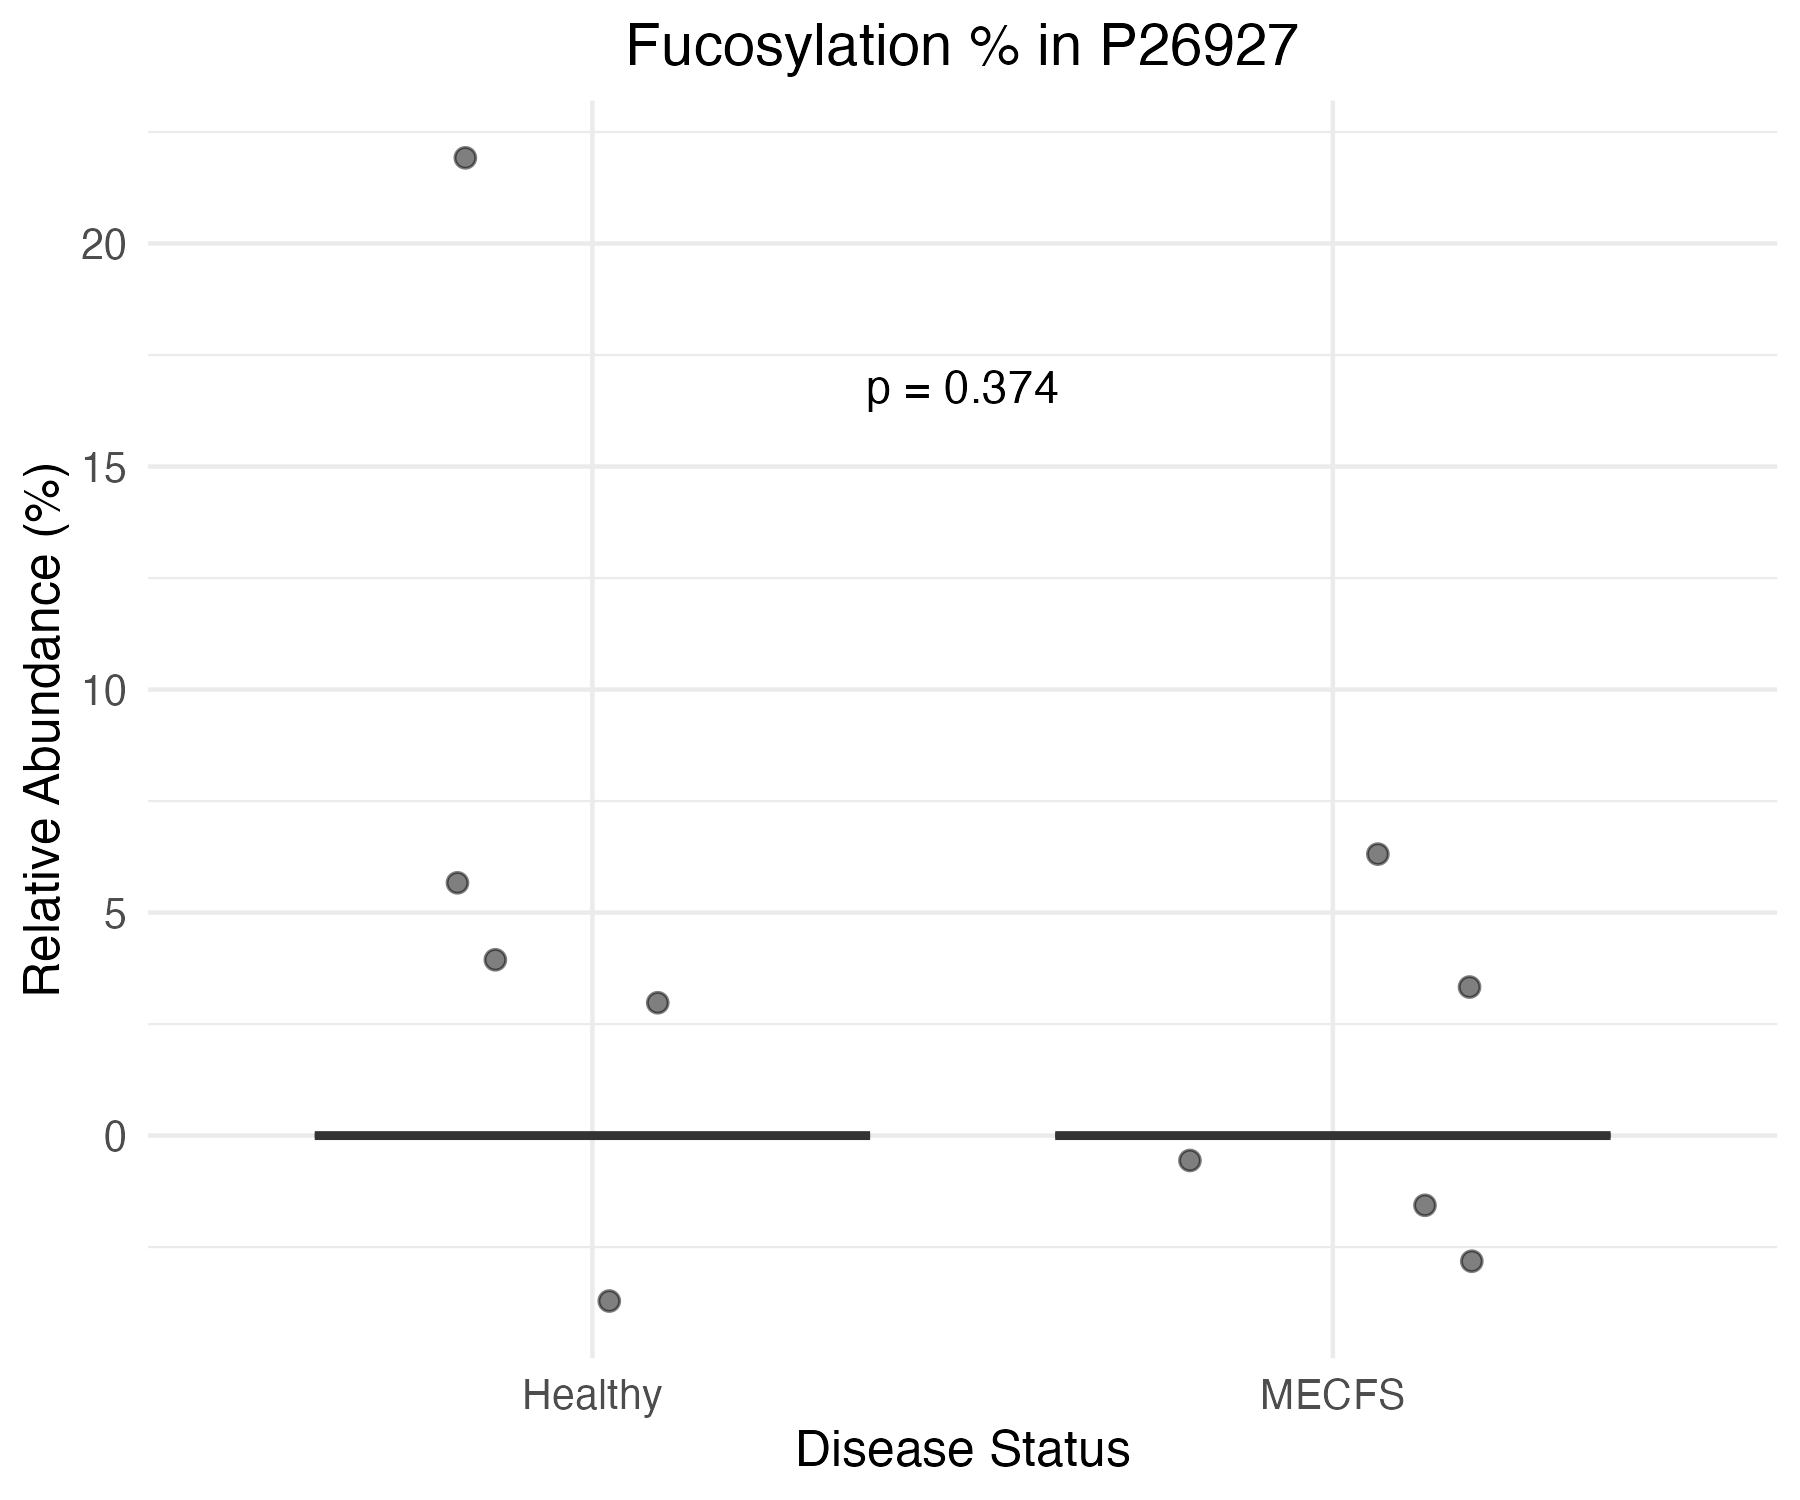 Fucosylation % in P26927
20
15
10
5
0
Relative Abundance (%)
p = 0.374
Healthy
MECFS
Disease Status